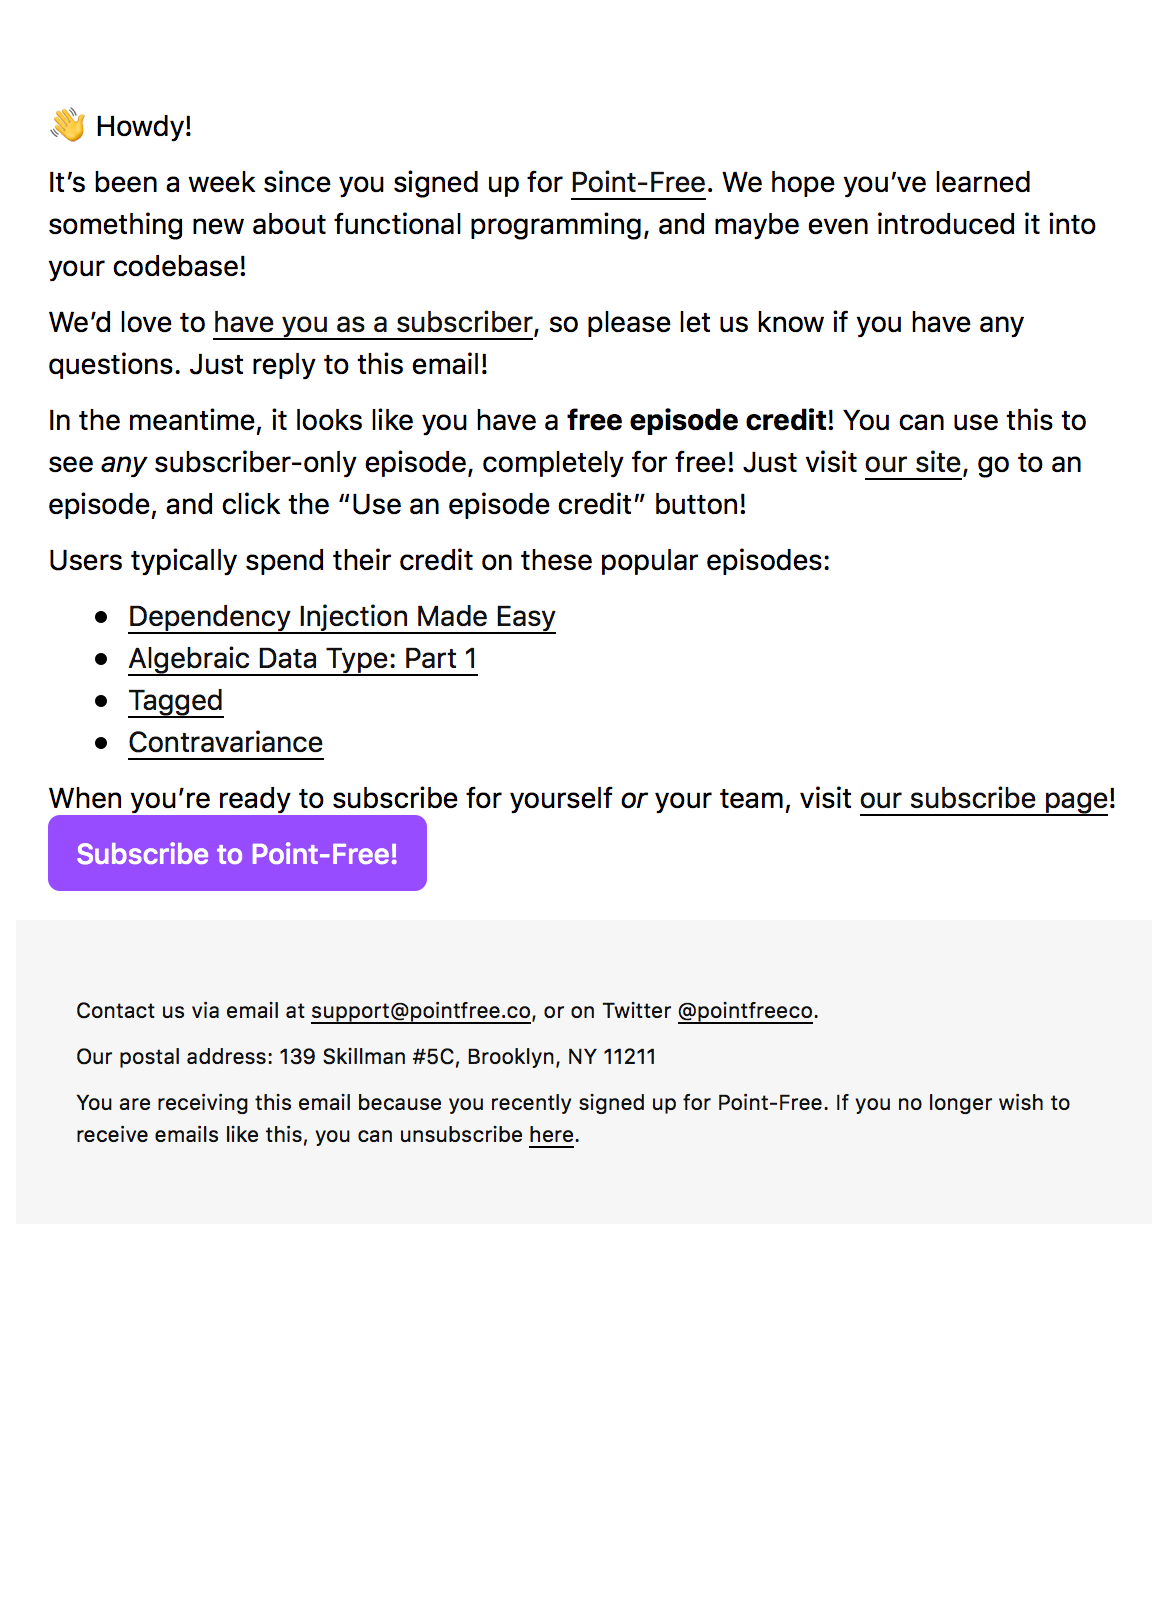 👋 Howdy!
It’s been a week since you signed up for Point-Free. We hope you’ve learned
something new about functional programming, and maybe even introduced it into
your codebase!
We’d love to have you as a subscriber, so please let us know if you have any
questions. Just reply to this email!
In the meantime, it looks like you have a free episode credit! You can use this to
see any subscriber-only episode, completely for free! Just visit our site, go to an
episode, and click the “Use an episode credit” button!
Users typically spend their credit on these popular episodes:
• Dependency Injection Made Easy
• Algebraic Data Type: Part 1
• Tagged
• Contravariance
When you’re ready to subscribe for yourself or your team, visit our subscribe page!
Subscribe to Point-Free!
Contact us via email at support@pointfree.co, or on Twitter @pointfreeco.
Our postal address: 139 Skillman #5C, Brooklyn, NY 11211
You are receiving this email because you recently signed up for Point-Free. If you no longer wish to
receive emails like this, you can unsubscribe here.